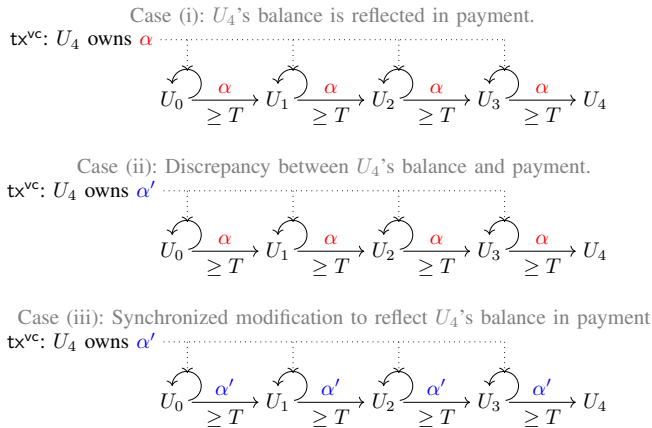 Case (i): U₄'s balance is reflected in payment.
tx^vc: U₄ owns α
α α α α
U₀ U₁ U₂ U₃ U₄
≥ T ≥ T ≥ T ≥ T
Case (ii): Discrepancy between U₄'s balance and payment.
tx^vc: U₄ owns α′
α α α α
U₀ U₁ U₂ U₃ U₄
≥ T ≥ T ≥ T ≥ T
Case (iii): Synchronized modification to reflect U₄'s balance in payment
tx^vc: U₄ owns α′
α′ α′ α′ α′
U₀ U₁ U₂ U₃ U₄
≥ T ≥ T ≥ T ≥ T